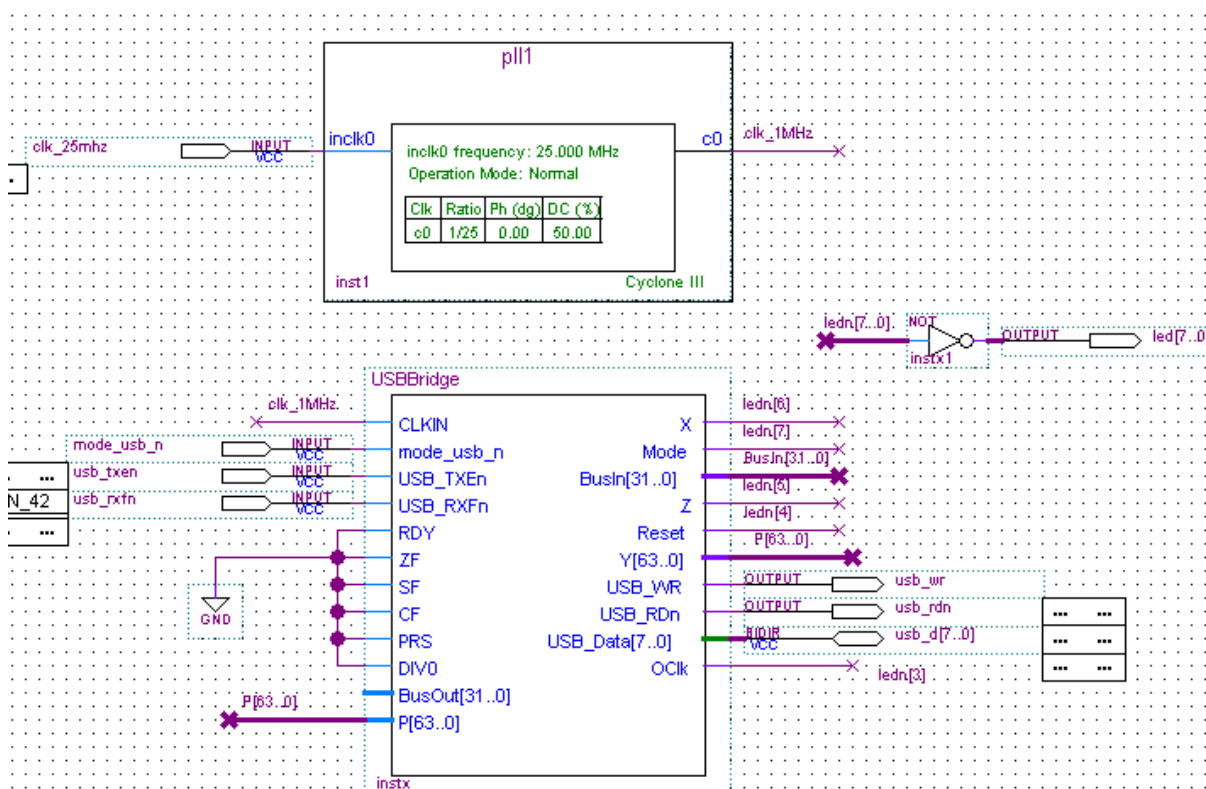 pll1
clk_25mhz INPUT VCC inclk0 c0 clk_1MHz
inclk0 frequency: 25.000 MHz
Operation Mode: Normal
Clk Ratio Ph (dg) DC (%)
c0 1/25 0.00 50.00
inst1 Cyclone III
ledn[7..0] NOT OUTPUT led[7..0
instx1
USBBridge
clk_1MHz CLKIN X ledn[6]
mode_usb_n INPUT VCC mode_usb_n Mode ledn[7]
... usb_txen INPUT VCC USB_TXEn BusIn[31..0] BusIn[31..0]
N_42 usb_rxfn INPUT VCC USB_RXFn Z ledn[5]
... RDY Reset ledn[4]
ZF Y[63..0] P[63..0]
SF USB_WR OUTPUT usb_wr
GND CF USB_RDn OUTPUT usb_rdn ... ...
PRS USB_Data[7..0] BIDIR VCC usb_d[7..0] ... ...
DIV0 OClk ledn[3] ... ...
BusOut[31..0]
P[63..0] P[63..0]
instx